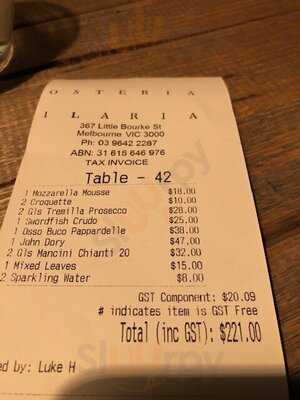 OSTERIA
ILARIA
367 Little Bourke St
Melbourne VIC 3000
Ph: 03 9642 2287
ABN: 31 615 646 976
TAX INVOICE
Table - 42
1 Mozzarella Mousse $18.00
2 Croquette $10.00
2 Gls Tremilla Prosecco $28.00
1 Swordfish Crudo $25.00
1 Osso Buco Pappardelle $38.00
1 John Dory $47.00
2 Gls Mancini Chianti 20 $32.00
1 Mixed Leaves $15.00
2 Sparkling Water $8.00
GST Component: $20.09
# indicates item is GST Free
Total (inc GST): $221.00
ed by: Luke H